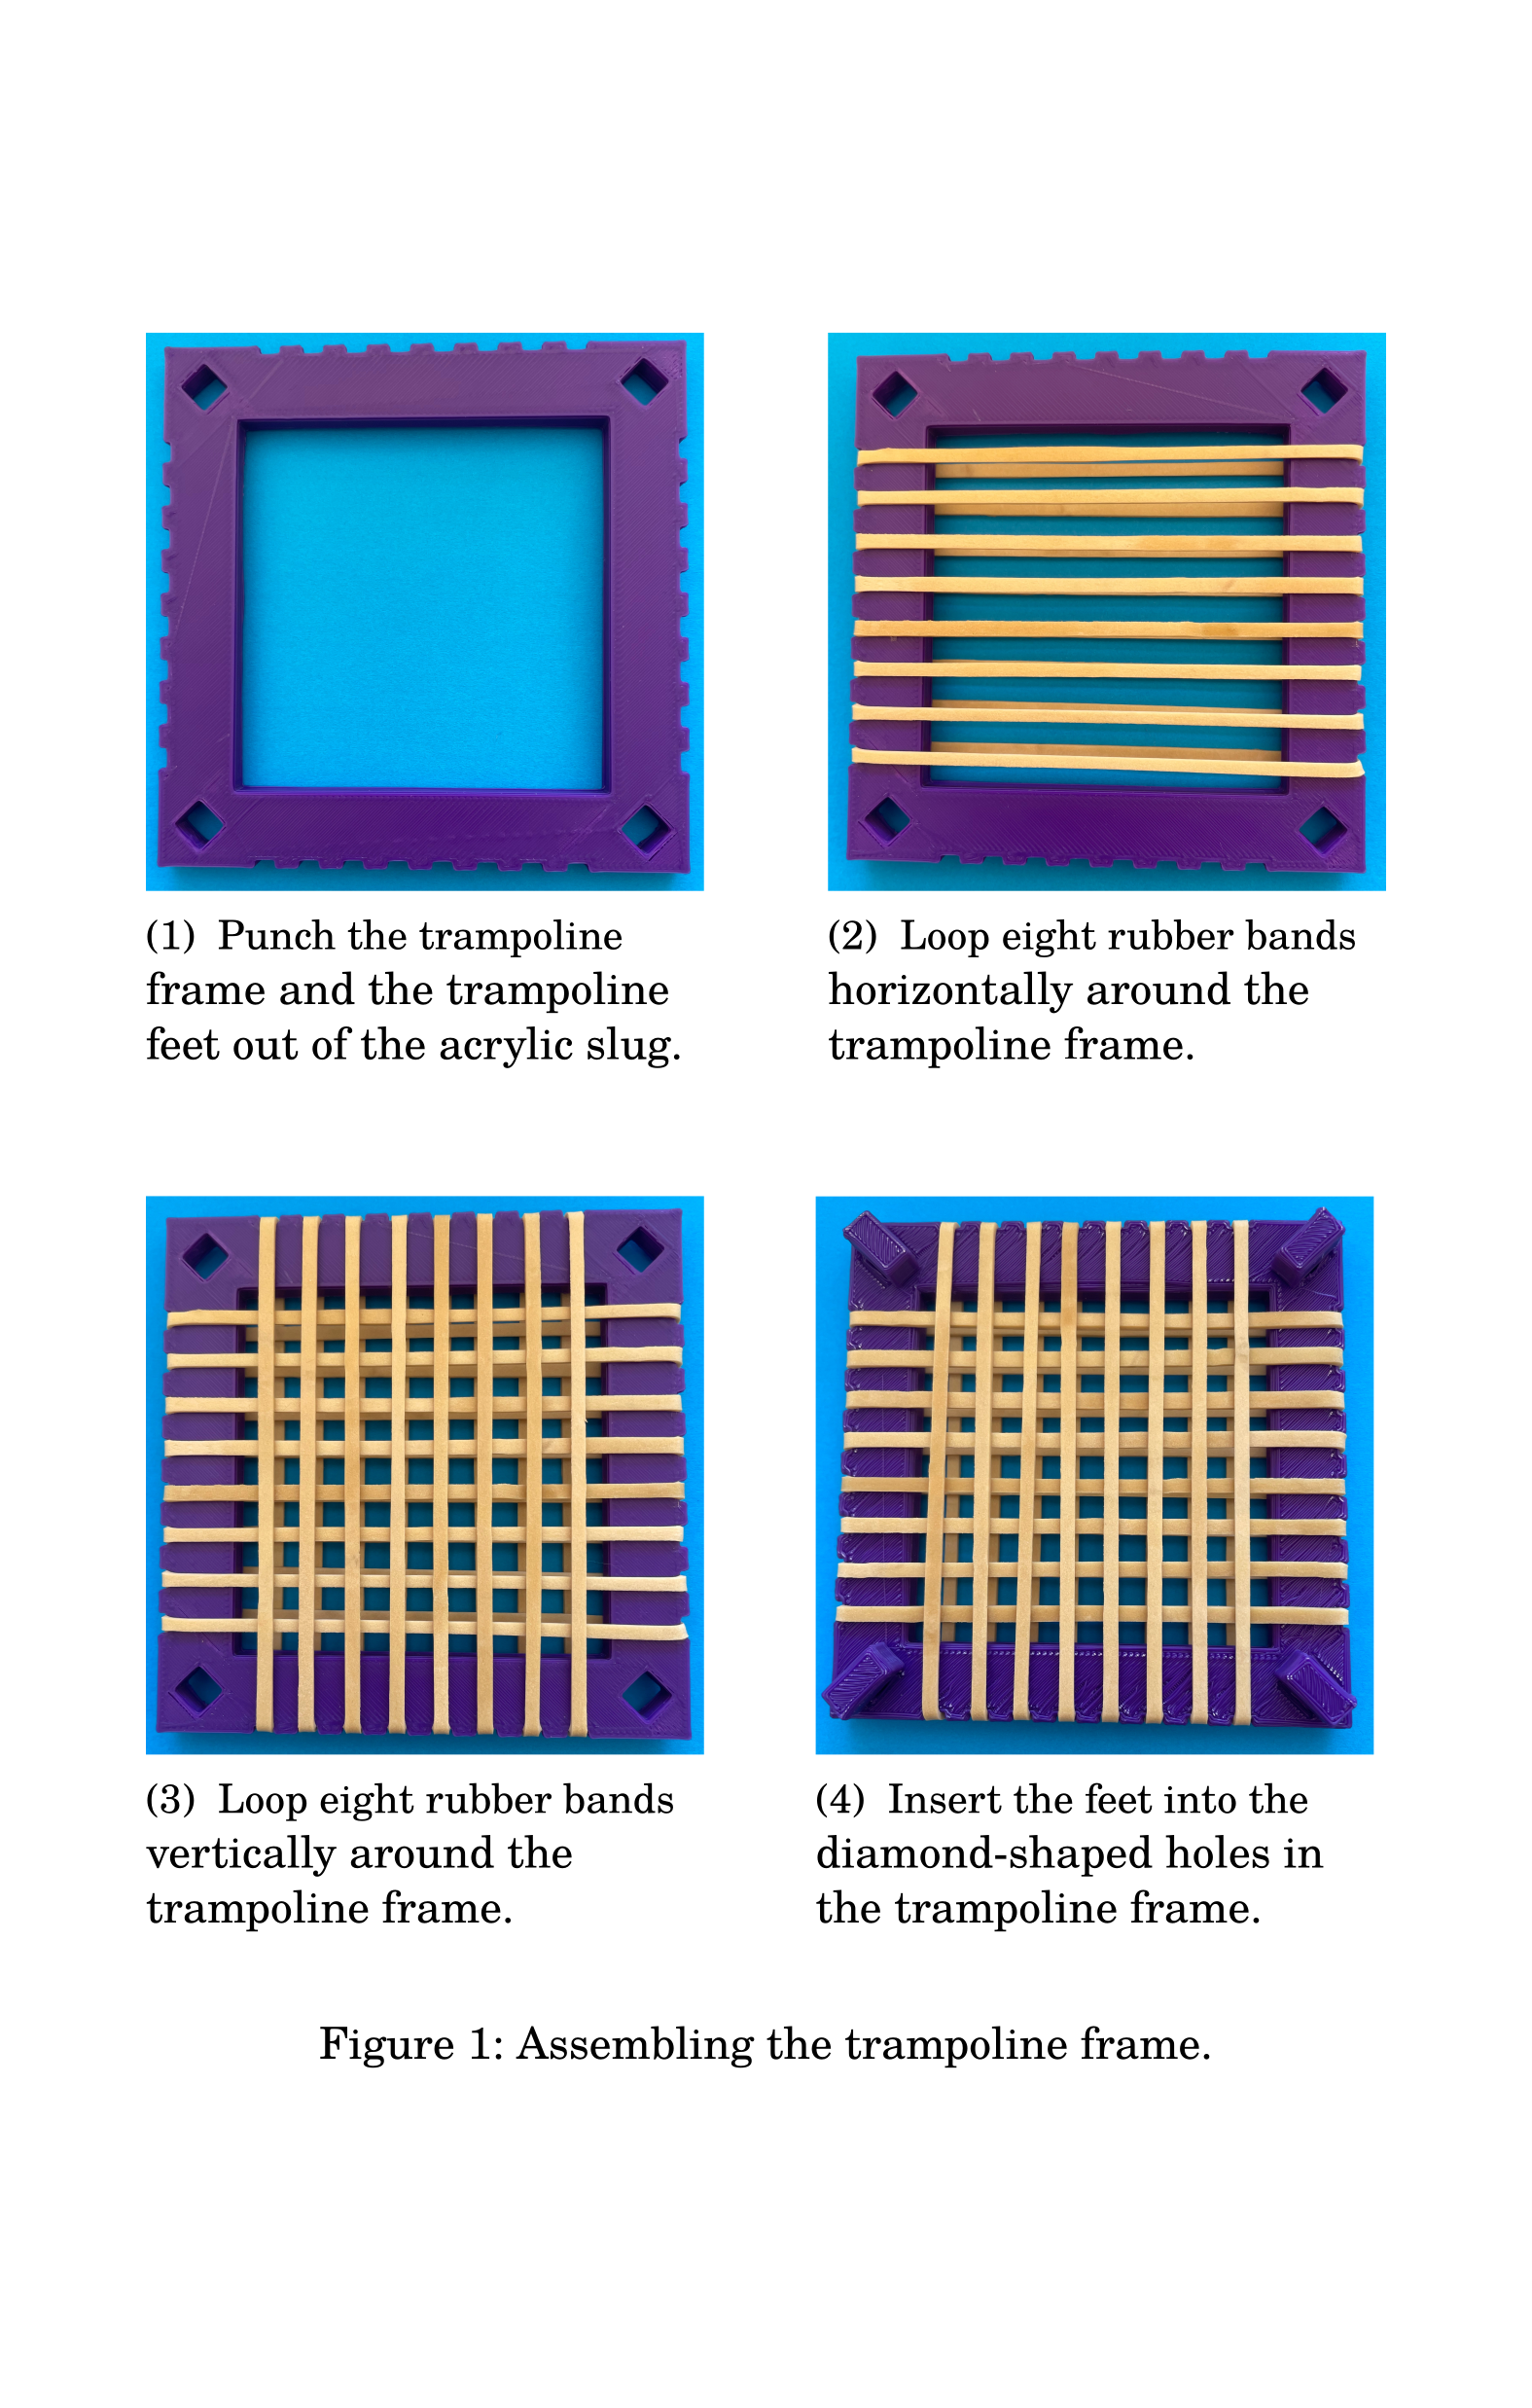 (1) Punch the trampoline
frame and the trampoline
feet out of the acrylic slug.
(2) Loop eight rubber bands
horizontally around the
trampoline frame.
(3) Loop eight rubber bands
vertically around the
trampoline frame.
(4) Insert the feet into the
diamond-shaped holes in
the trampoline frame.
Figure 1: Assembling the trampoline frame.